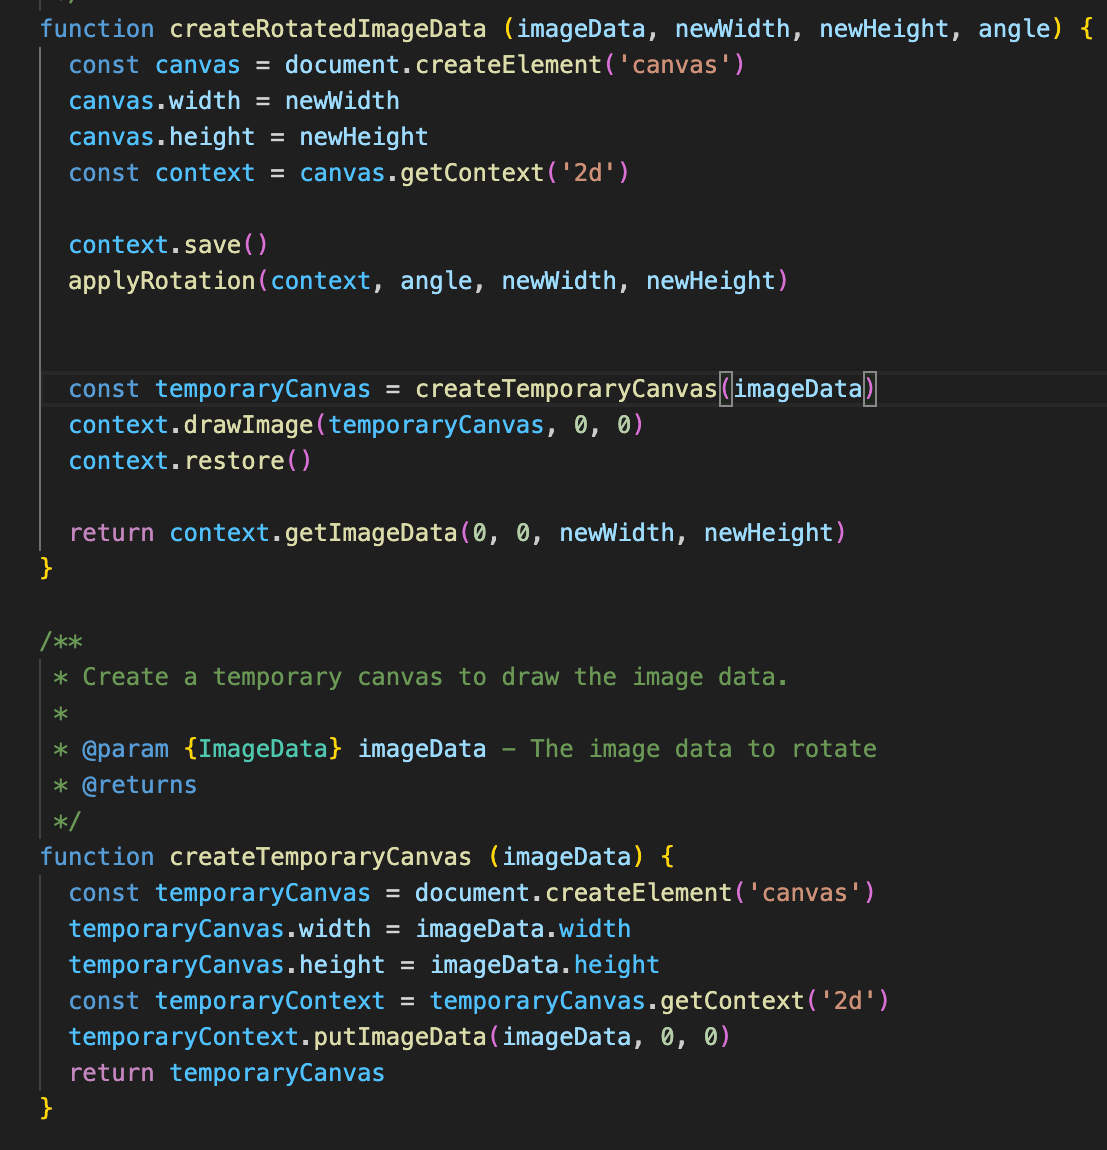 function createRotatedImageData (imageData, newWidth, newHeight, angle) {
  const canvas = document.createElement('canvas')
  canvas.width = newWidth
  canvas.height = newHeight
  const context = canvas.getContext('2d')

  context.save()
  applyRotation(context, angle, newWidth, newHeight)

  const temporaryCanvas = createTemporaryCanvas(imageData)
  context.drawImage(temporaryCanvas, 0, 0)
  context.restore()

  return context.getImageData(0, 0, newWidth, newHeight)
}

/**
 * Create a temporary canvas to draw the image data.
 *
 * @param {ImageData} imageData – The image data to rotate
 * @returns
 */
function createTemporaryCanvas (imageData) {
  const temporaryCanvas = document.createElement('canvas')
  temporaryCanvas.width = imageData.width
  temporaryCanvas.height = imageData.height
  const temporaryContext = temporaryCanvas.getContext('2d')
  temporaryContext.putImageData(imageData, 0, 0)
  return temporaryCanvas
}